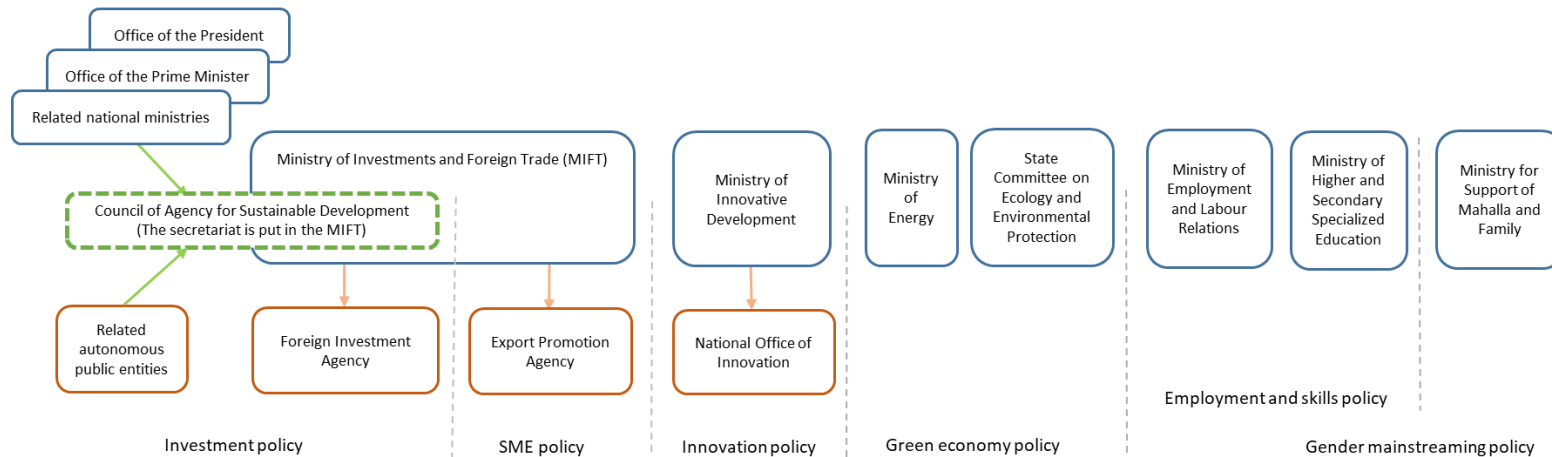 Office of the President
Office of the Prime Minister
Related national ministries
Ministry of Investments and Foreign Trade (MIFT)
Council of Agency for Sustainable Development
(The secretariat is put in the MIFT)
Ministry of
Innovative
Development
Ministry
of
Energy
State
Committee on
Ecology and
Environmental
Protection
Ministry of
Employment
and Labour
Relations
Ministry of
Higher and
Secondary
Specialized
Education
Ministry for
Support of
Mahalla and
Family
Related
autonomous
public entities
Foreign Investment
Agency
Export Promotion
Agency
National Office of
Innovation
Investment policy
SME policy
Innovation policy
Green economy policy
Employment and skills policy
Gender mainstreaming policy